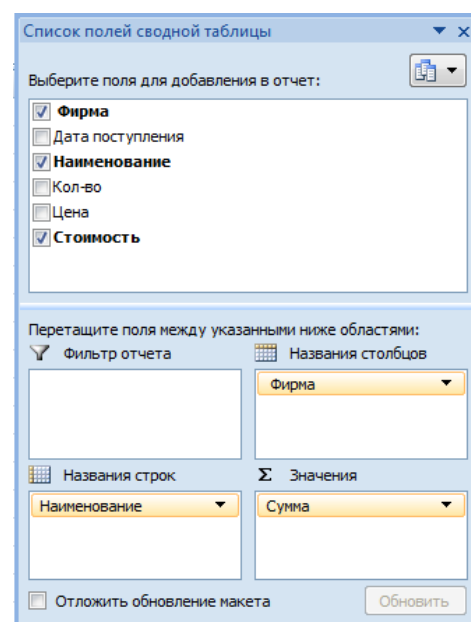 Список полей сводной таблицы
Выберите поля для добавления в отчет:
Фирма
Дата поступления
Наименование
Кол-во
Цена
Стоимость
Перетащите поля между указанными ниже областями:
Фильтр отчета
Названия столбцов
Фирма
Названия строк
Σ Значения
Наименование
Сумма
Отложить обновление макета
Обновить